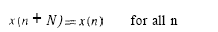 x(n + N)=x(n) for all n